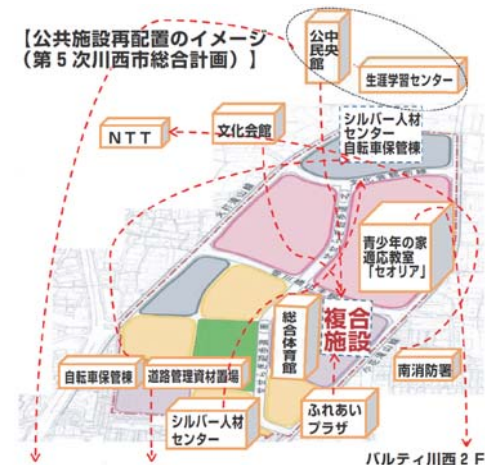 【公共施設再配置のイメージ
(第5次川西市総合計画)】
中央
公民館
生涯学習センター
NTT
文化会館
シルバー人材
センター
自転車保管棟
青少年の家
適応教室
「セオリア」
総合体育館
複合
施設
自転車保管棟
道路管理資材置場
シルバー人材
センター
ふれあい
プラザ
南消防署
パルティ川西2F